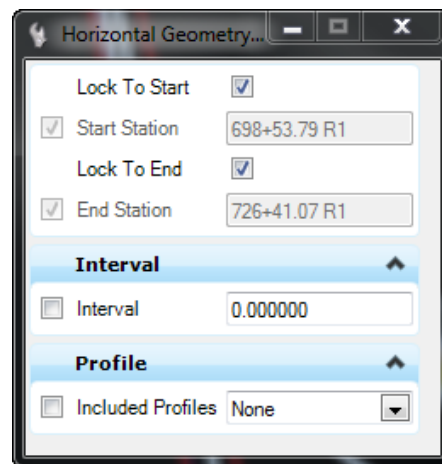 Horizontal Geometry...
Lock To Start
Start Station 698+53.79 R1
Lock To End
End Station 726+41.07 R1
Interval
Interval 0.000000
Profile
Included Profiles None